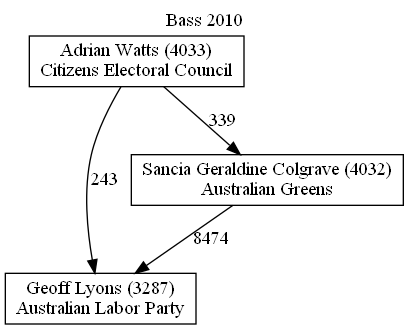 Bass 2010
Adrian Watts (4033)
Citizens Electoral Council
339
Sancia Geraldine Colgrave (4032)
Australian Greens
243
8474
Geoff Lyons (3287)
Australian Labor Party